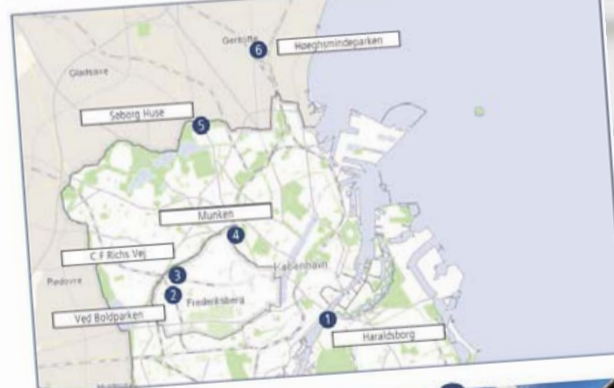 Gentofte
6
Høeghsmindeparken
Gladsaxe
Søborg Huse
5
Munken
4
C F Richs Vej
3
København
Rødovre
2
Frederiksberg
Ved Boldparken
1
Haraldsborg